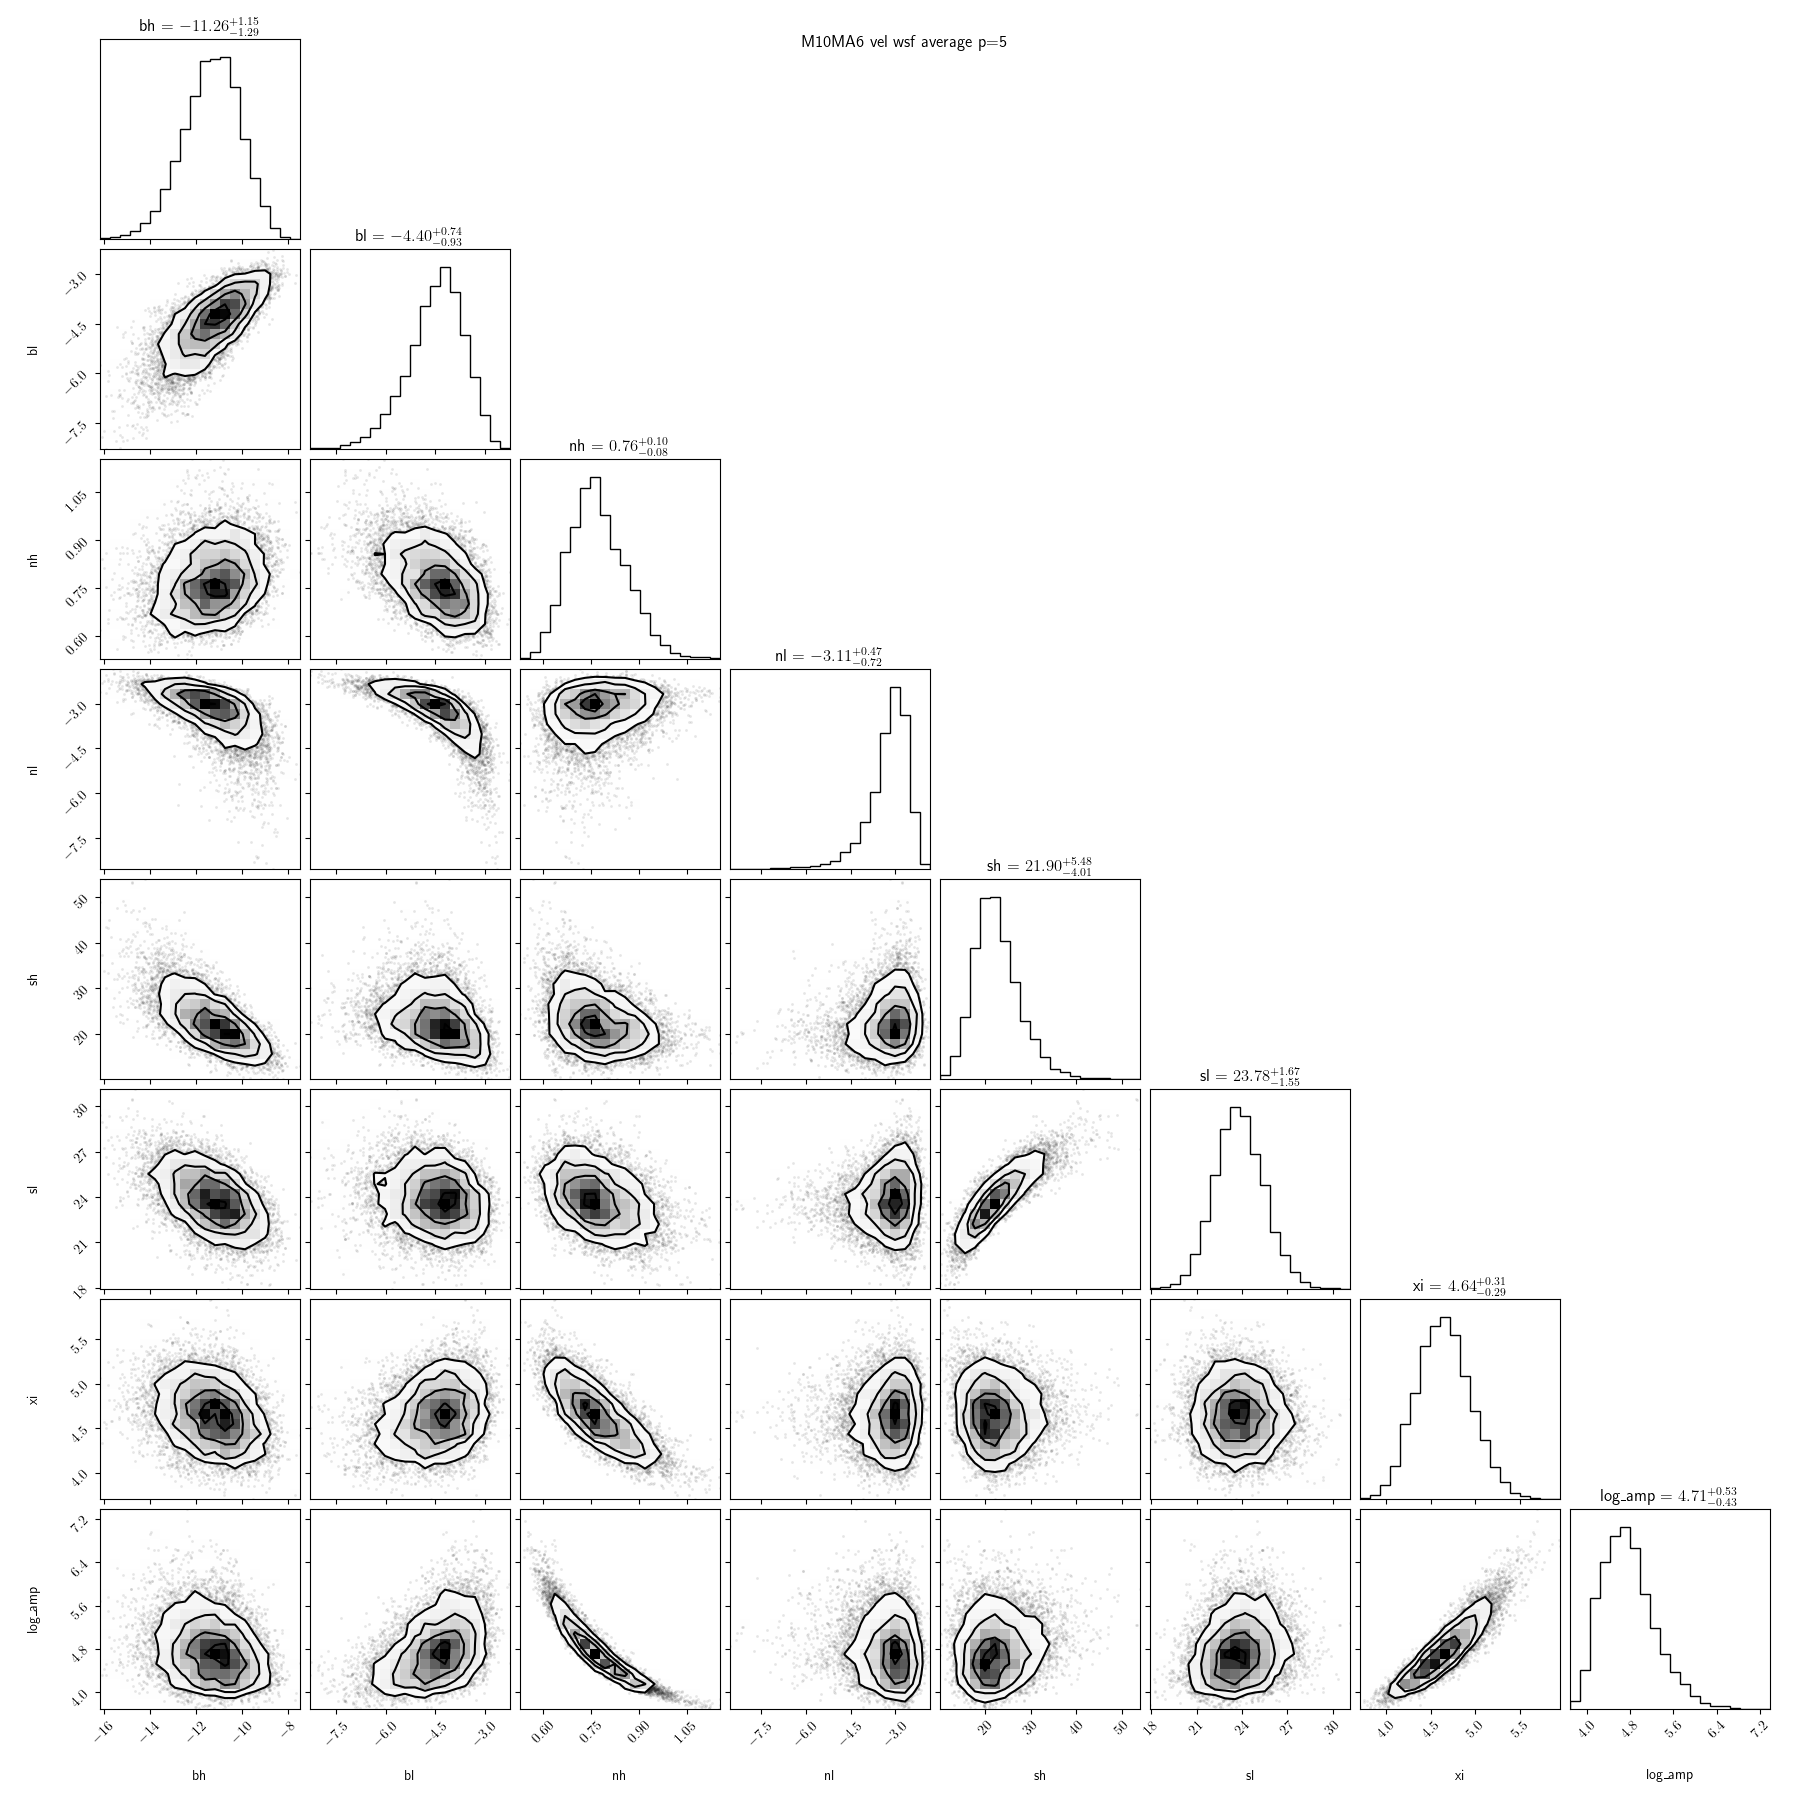 bh = −11.26 +1.15 −1.29
M10MA6 vel wsf average p=5
bl = −4.40 +0.74 −0.93
−3.0
−4.5
−6.0
−7.5
bl
nh = 0.76 +0.10 −0.08
1.05
0.90
0.75
0.60
nh
nl = −3.11 +0.47 −0.72
−3.0
−4.5
−6.0
−7.5
nl
sh = 21.90 +5.48 −4.01
50
40
30
20
sh
sl = 23.78 +1.67 −1.55
30
27
24
21
18
sl
xi = 4.64 +0.31 −0.29
5.5
5.0
4.5
4.0
xi
log_amp = 4.71 +0.53 −0.43
7.2
6.4
5.6
4.8
4.0
log_amp
−16 −14 −12 −10 −8 −7.5 −6.0 −4.5 −3.0 0.60 0.75 0.90 1.05 −7.5 −6.0 −4.5 −3.0 20 30 40 50 18 21 24 27 30 4.0 4.5 5.0 5.5 4.0 4.8 5.6 6.4 7.2
bh bl nh nl sh sl xi log_amp